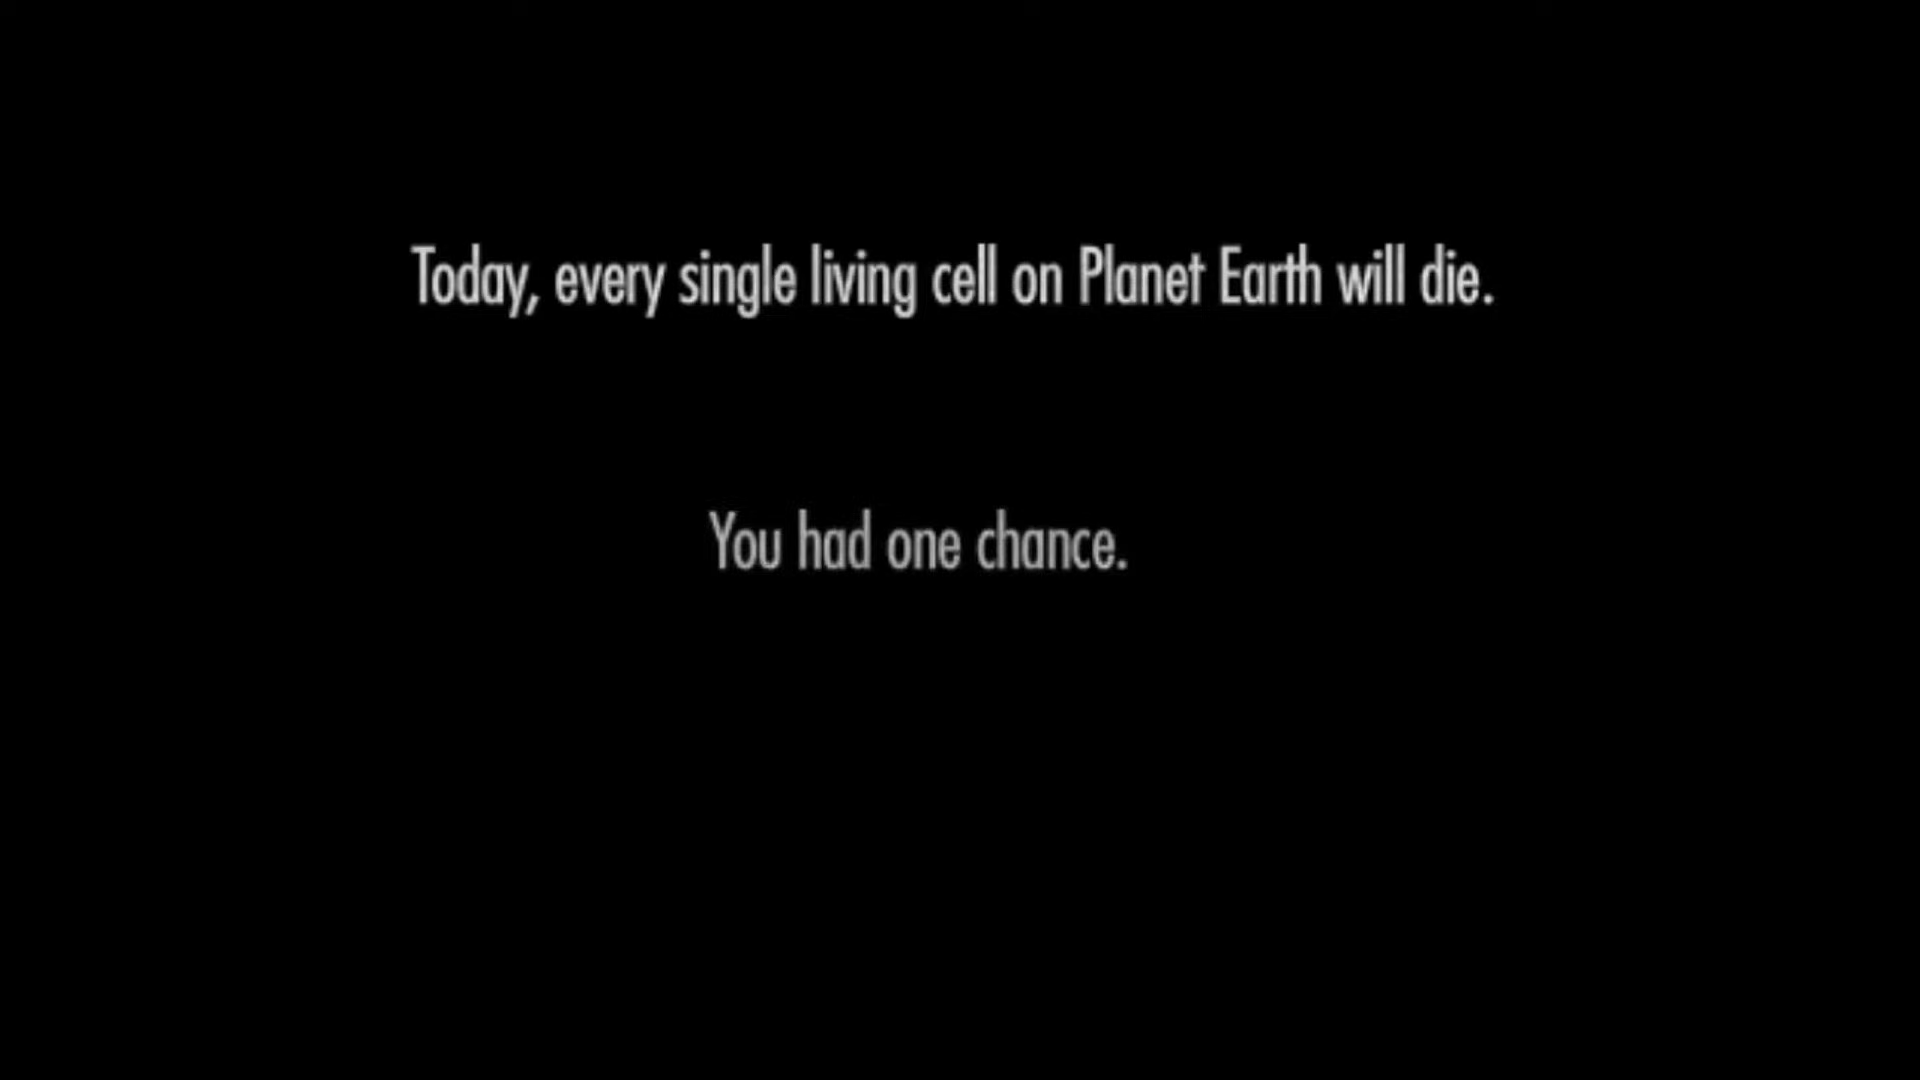 Today, every single living cell on Planet Earth will die.
You had one chance.